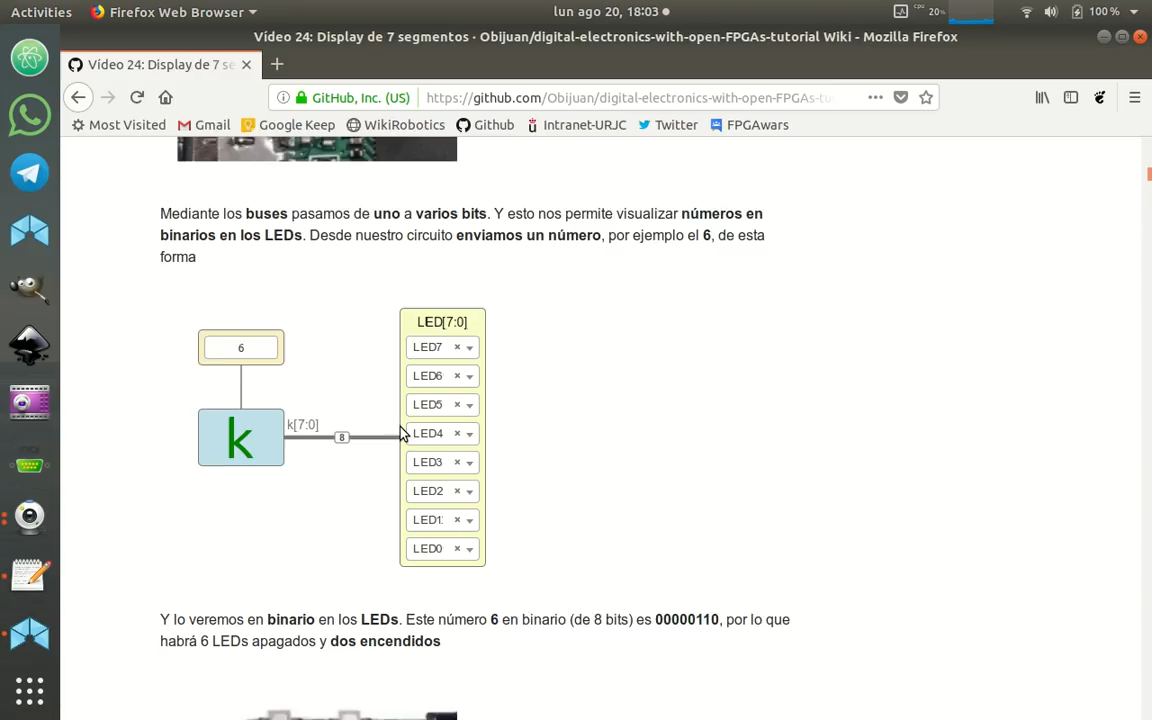 Activities Firefox Web Browser lun ago 20, 18:03 cpu 20% 100 %
Vídeo 24: Display de 7 segmentos · Obijuan/digital-electronics-with-open-FPGAs-tutorial Wiki - Mozilla Firefox
Vídeo 24: Display de 7 se
GitHub, Inc. (US) https://github.com/Obijuan/digital-electronics-with-open-FPGAs-tu
Most Visited Gmail Google Keep WikiRobotics Github Intranet-URJC Twitter FPGAwars
Mediante los buses pasamos de uno a varios bits. Y esto nos permite visualizar números en
binarios en los LEDs. Desde nuestro circuito enviamos un número, por ejemplo el 6, de esta
forma
LED[7:0]
6
LED7
LED6
LED5
k
k[7:0]
8
LED4
LED3
LED2
LED1
LED0
Y lo veremos en binario en los LEDs. Este número 6 en binario (de 8 bits) es 00000110, por lo que
habrá 6 LEDs apagados y dos encendidos